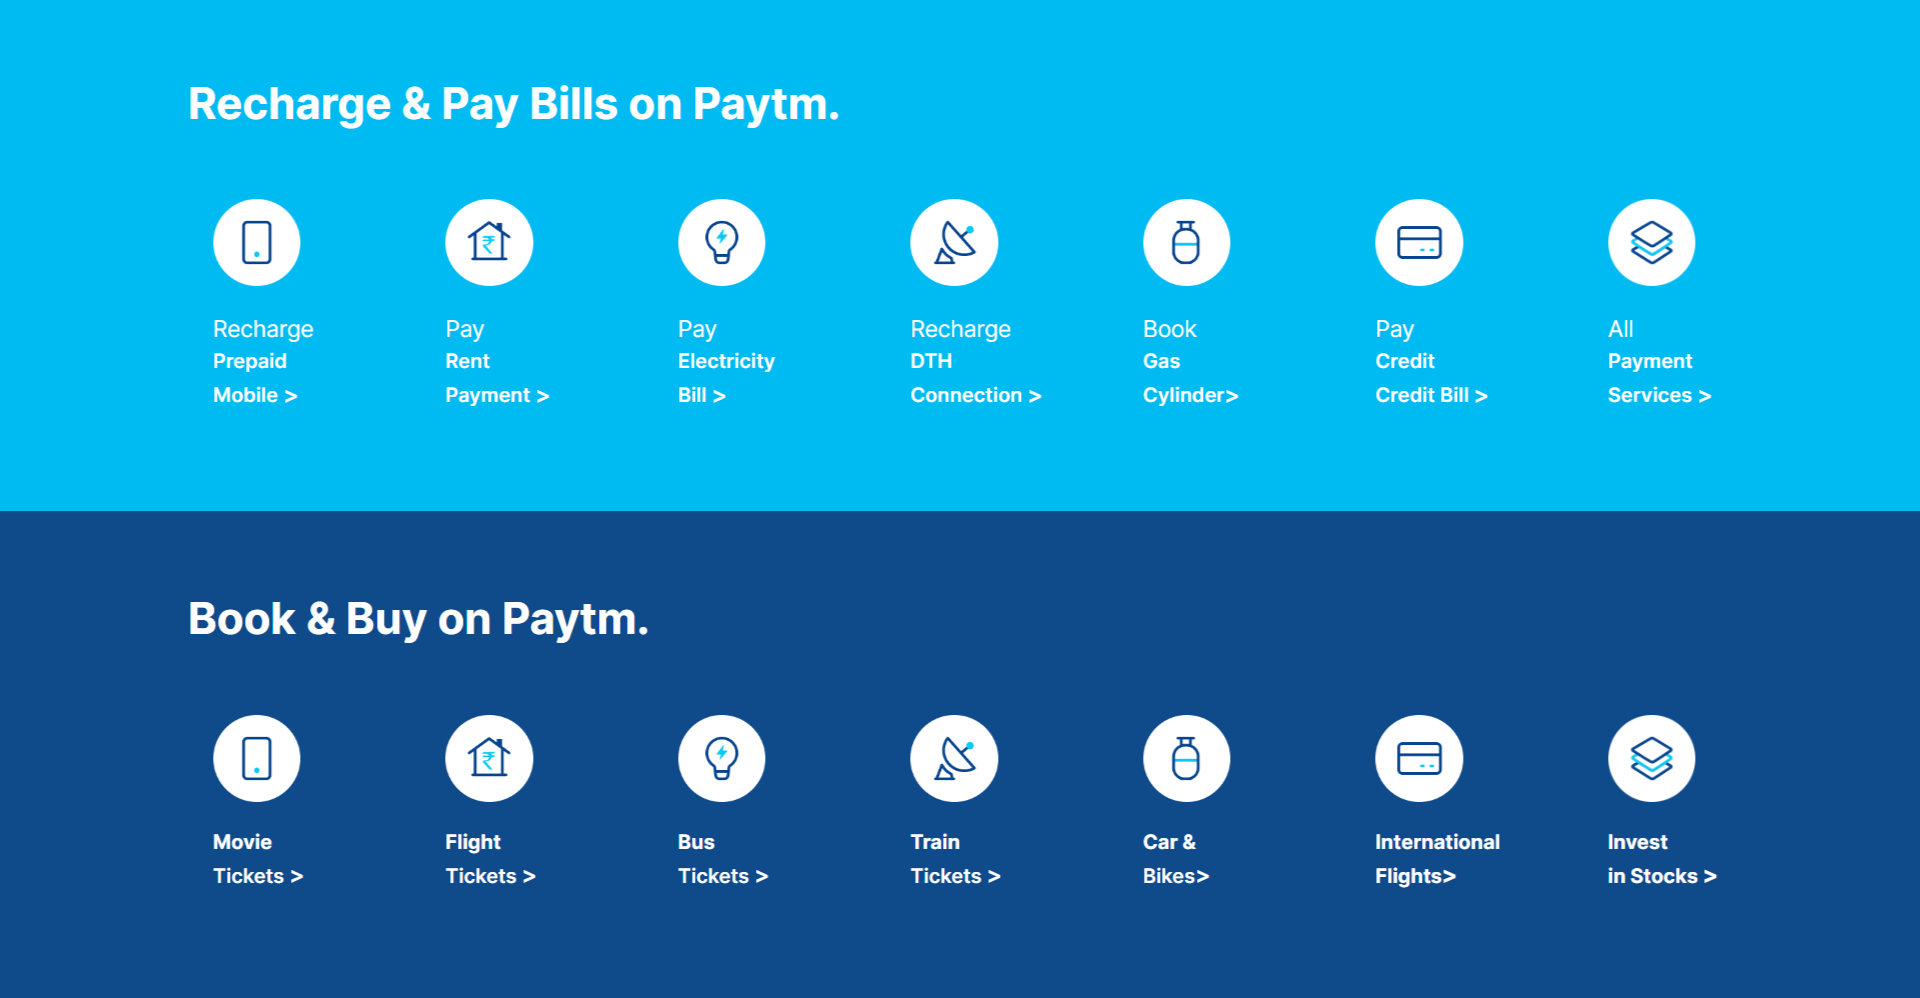 Recharge & Pay Bills on Paytm.
Recharge
Prepaid
Mobile >
Pay
Rent
Payment >
Pay
Electricity
Bill >
Recharge
DTH
Connection >
Book
Gas
Cylinder>
Pay
Credit
Credit Bill >
All
Payment
Services >
Book & Buy on Paytm.
Movie
Tickets >
Flight
Tickets >
Bus
Tickets >
Train
Tickets >
Car &
Bikes>
International
Flights>
Invest
in Stocks >